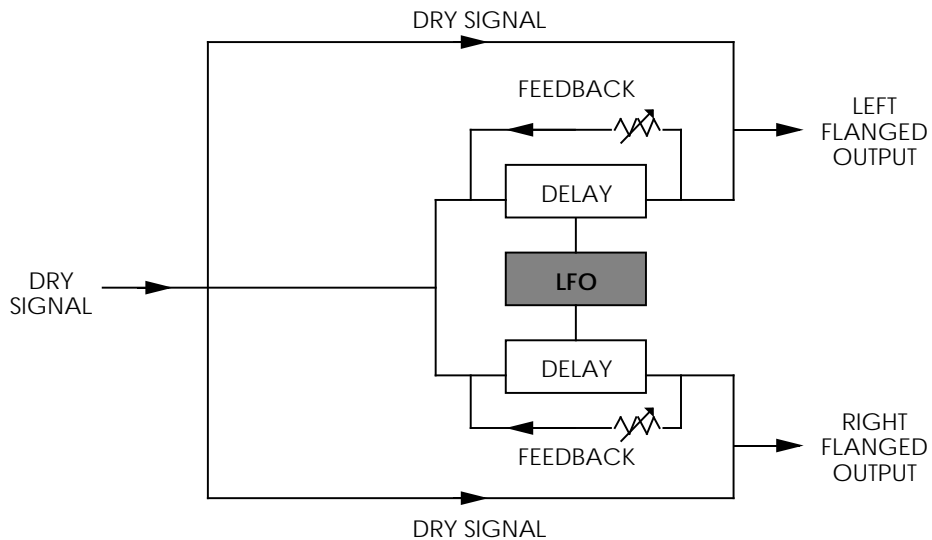 DRY SIGNAL
FEEDBACK
LEFT
FLANGED
OUTPUT
DELAY
DRY
SIGNAL
LFO
DELAY
FEEDBACK
RIGHT
FLANGED
OUTPUT
DRY SIGNAL